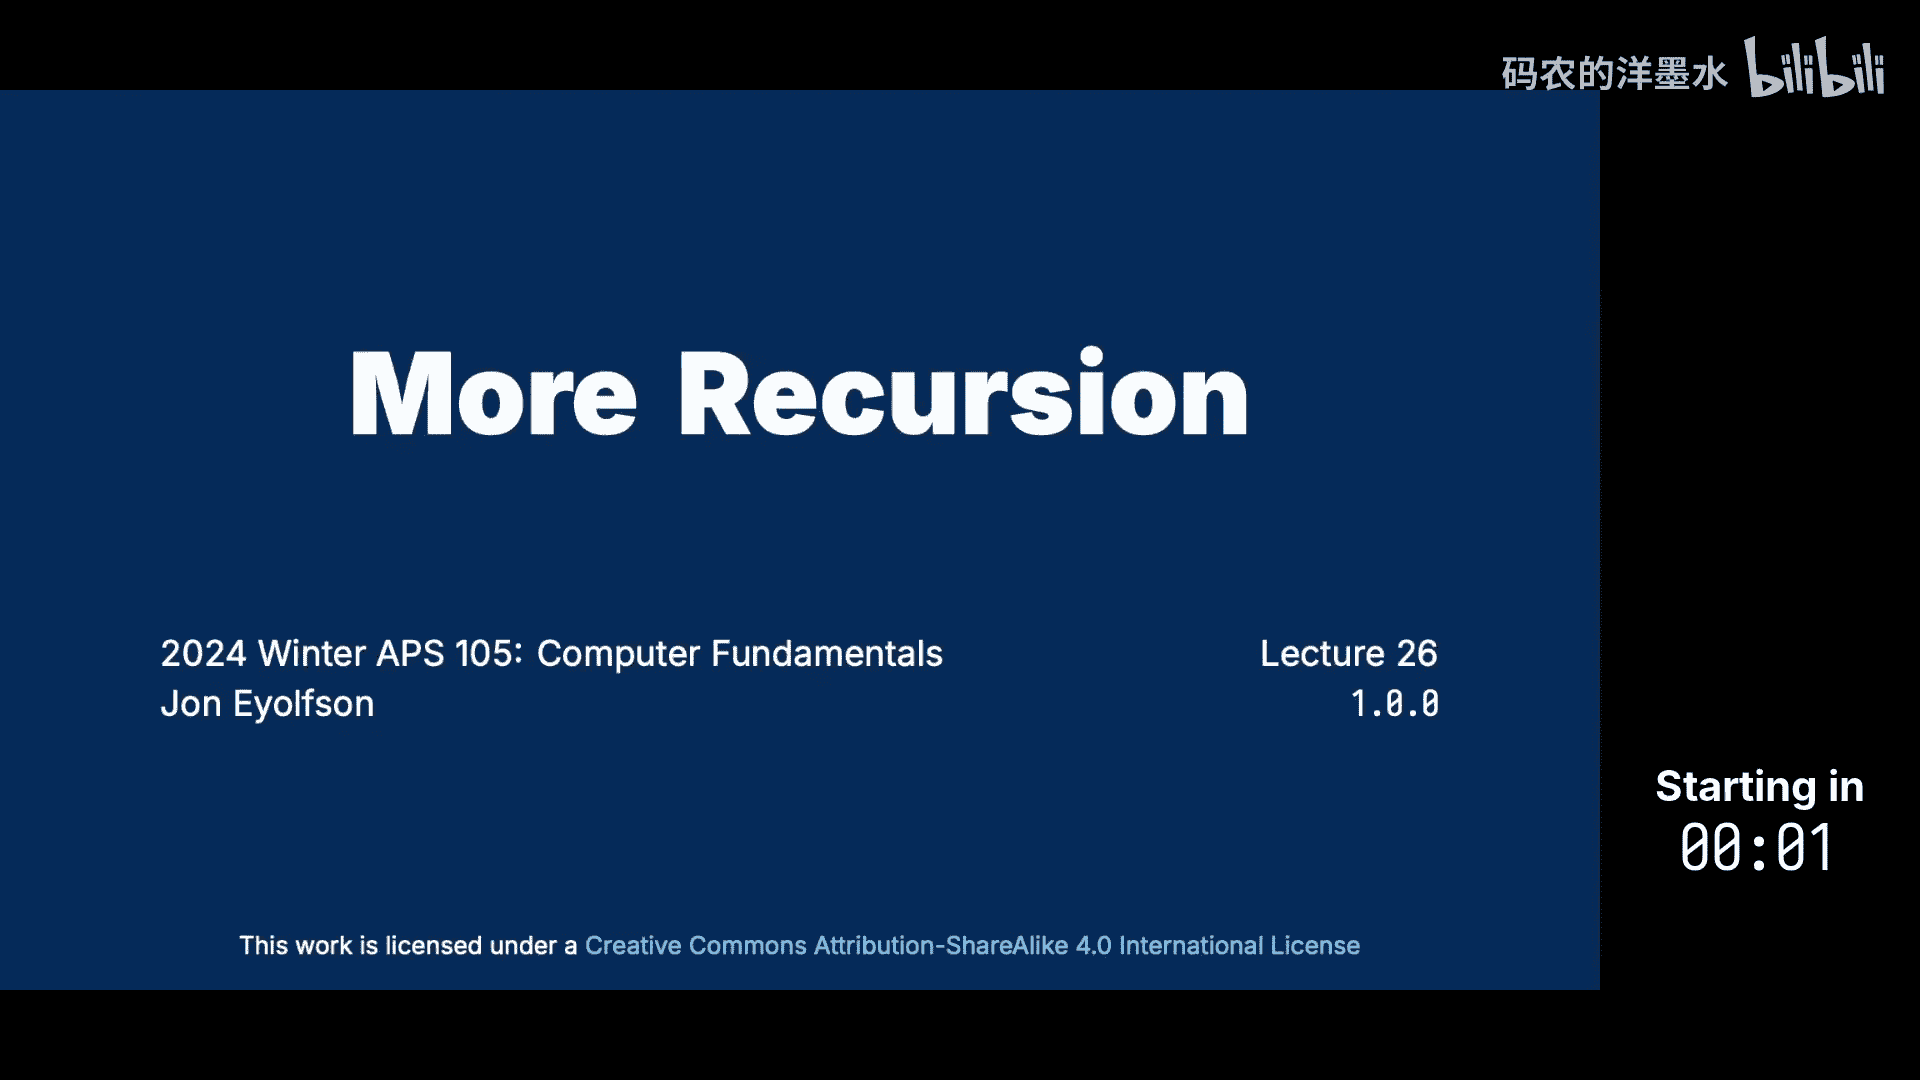 码农的洋墨水 bilibili
More Recursion
2024 Winter APS 105: Computer Fundamentals
Lecture 26
Jon Eyolfson
1.0.0
Starting in
00:01
This work is licensed under a Creative Commons Attribution-ShareAlike 4.0 International License